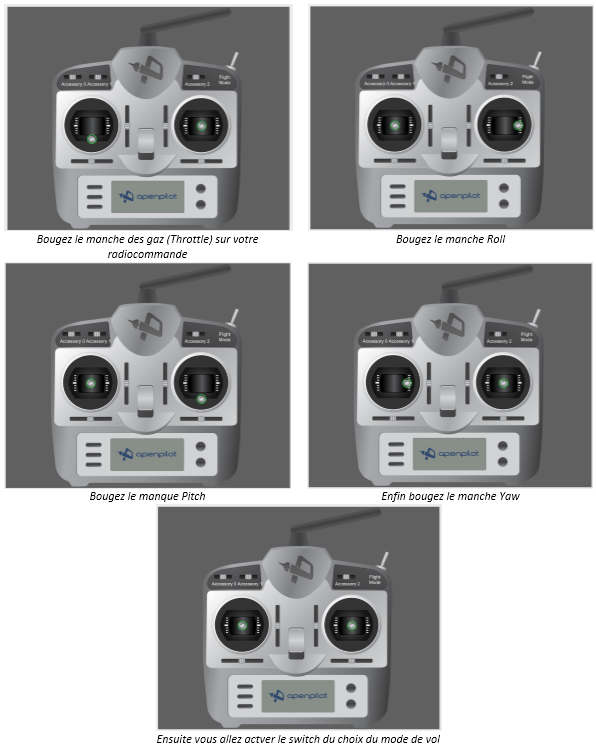 Accessory 0 Accessory 1 Accessory 2 Flight
Mode
openpilot
Accessory 0 Accessory 1 Accessory 2 Flight
Mode
openpilot
Bougez le manche des gaz (Throttle) sur votre
radiocommande
Bougez le manche Roll
Accessory 0 Accessory 1 Accessory 2 Flight
Mode
openpilot
Accessory 0 Accessory 1 Accessory 2 Flight
Mode
openpilot
Bougez le manque Pitch
Enfin bougez le manche Yaw
Accessory 0 Accessory 1 Accessory 2 Flight
Mode
openpilot
Ensuite vous allez actver le switch du choix du mode de vol